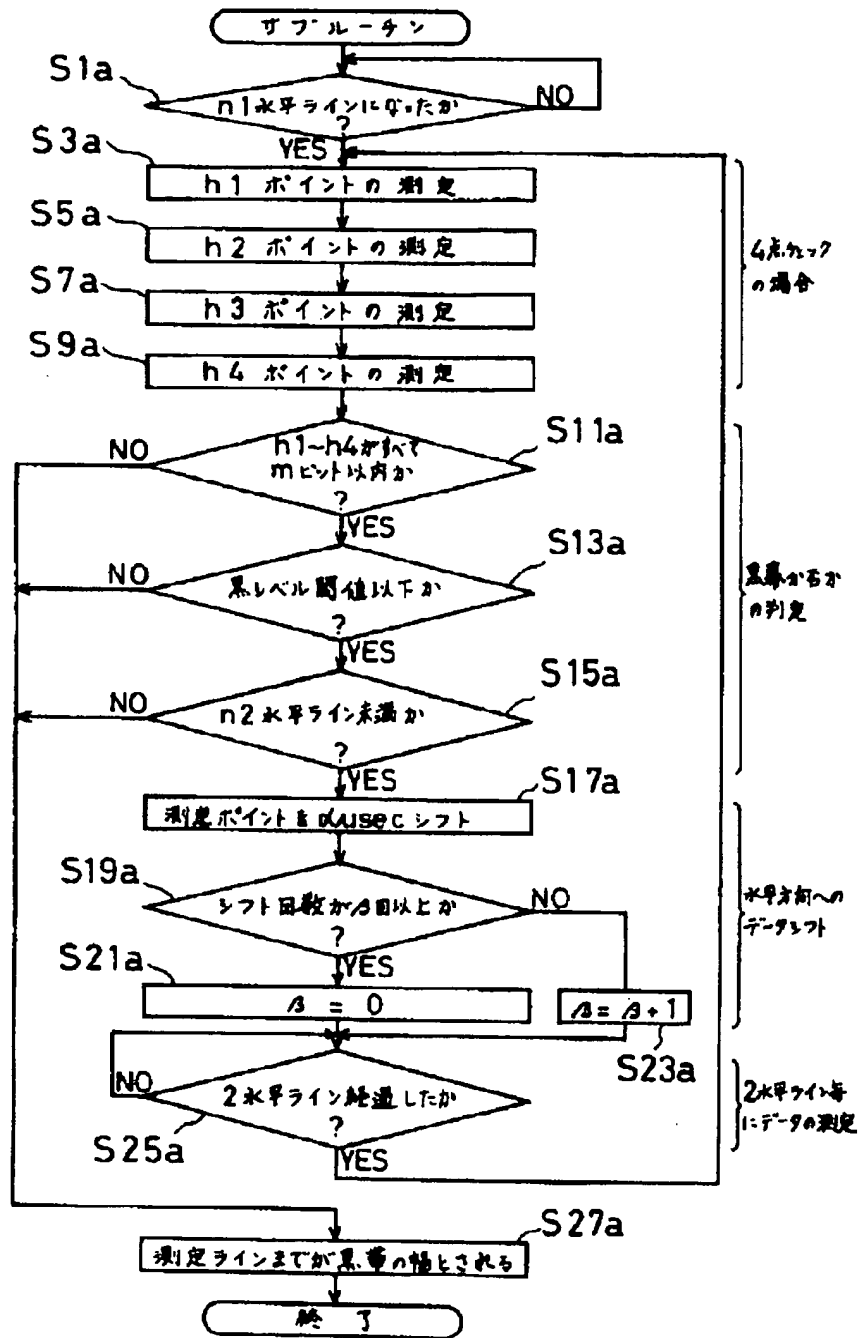 サブルーチン
S1a
n1水平ラインになったか
?
NO
YES
S3a
h1 ポイントの 測定
S5a
h2 ポイントの 測定
S7a
h3 ポイントの 測定
S9a
h4 ポイントの 測定
4点チェック
の場合
h1~h4がすべて
mビット以内か
?
NO
S11a
YES
黒レベル閾値以下か
?
NO
S13a
YES
n2水平ライン未満か
?
NO
S15a
YES
黒幕か否か
の判定
S17a
測定ポイントを αμsec シフト
S19a
シフト回数がβ回以上か
?
NO
YES
S21a
β = 0
β = β + 1
S23a
水平方向への
データシフト
NO
2水平ライン経過したか
?
S25a
YES
2水平ライン毎
にデータの測定
S27a
測定ラインまでが黒帯の幅とされる
終 了